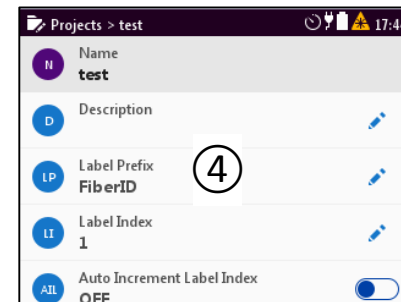 Projects > test 17:4
N Name
test
D Description
LP Label Prefix
FiberID
④
LI Label Index
1
AIL Auto Increment Label Index
OFF